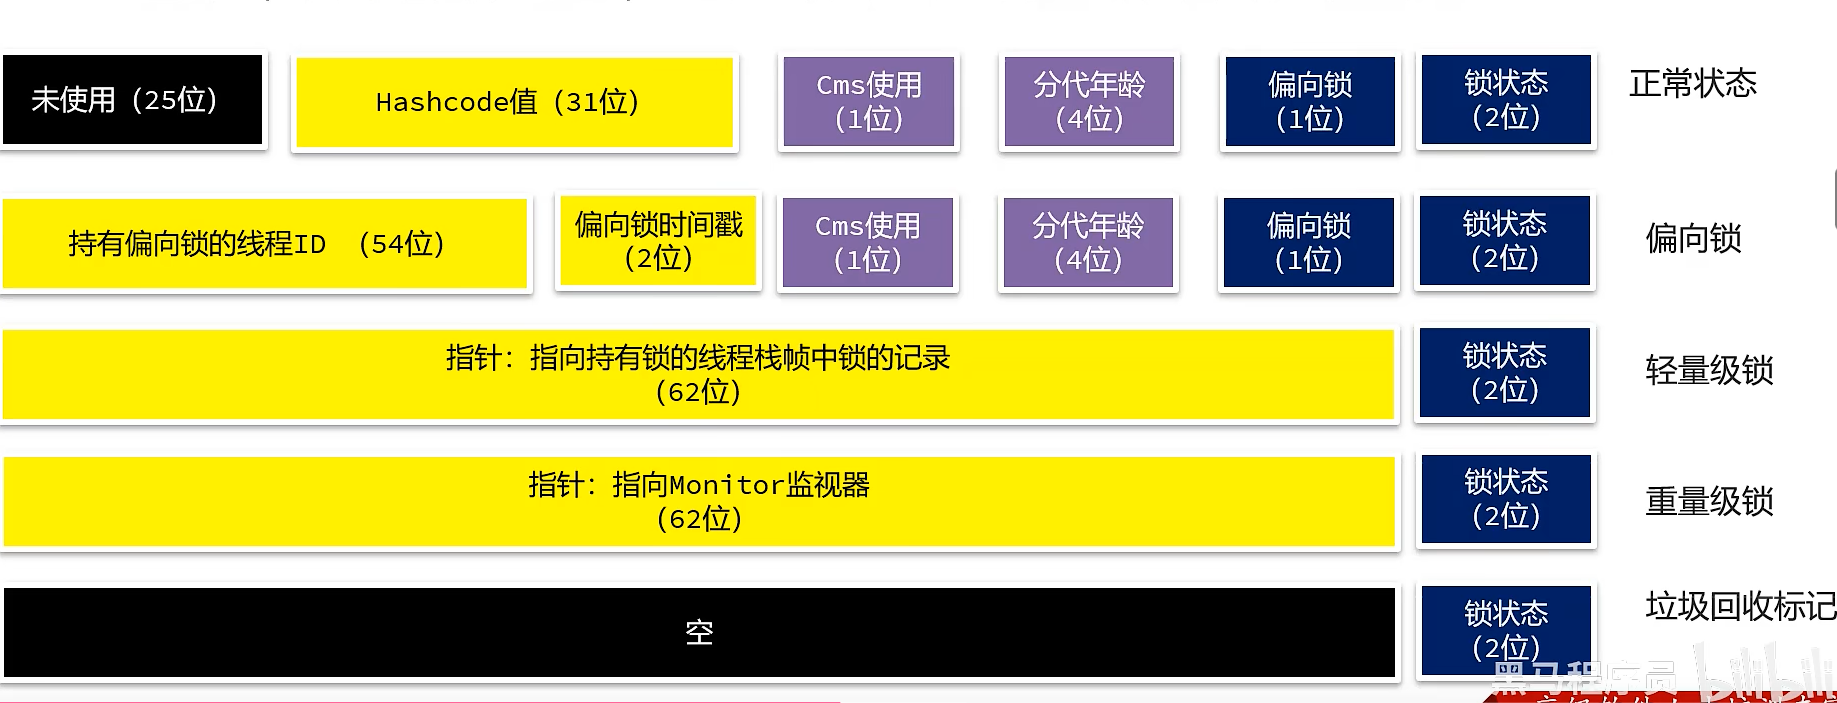 未使用（25位）
Hashcode值（31位）
Cms使用
（1位）
分代年龄
（4位）
偏向锁
（1位）
锁状态
（2位）
正常状态
持有偏向锁的线程ID （54位）
偏向锁时间戳
（2位）
Cms使用
（1位）
分代年龄
（4位）
偏向锁
（1位）
锁状态
（2位）
偏向锁
指针：指向持有锁的线程栈帧中锁的记录
（62位）
锁状态
（2位）
轻量级锁
指针：指向Monitor监视器
（62位）
锁状态
（2位）
重量级锁
空
锁状态
（2位）
垃圾回收标记
黑马程序员
bilibili